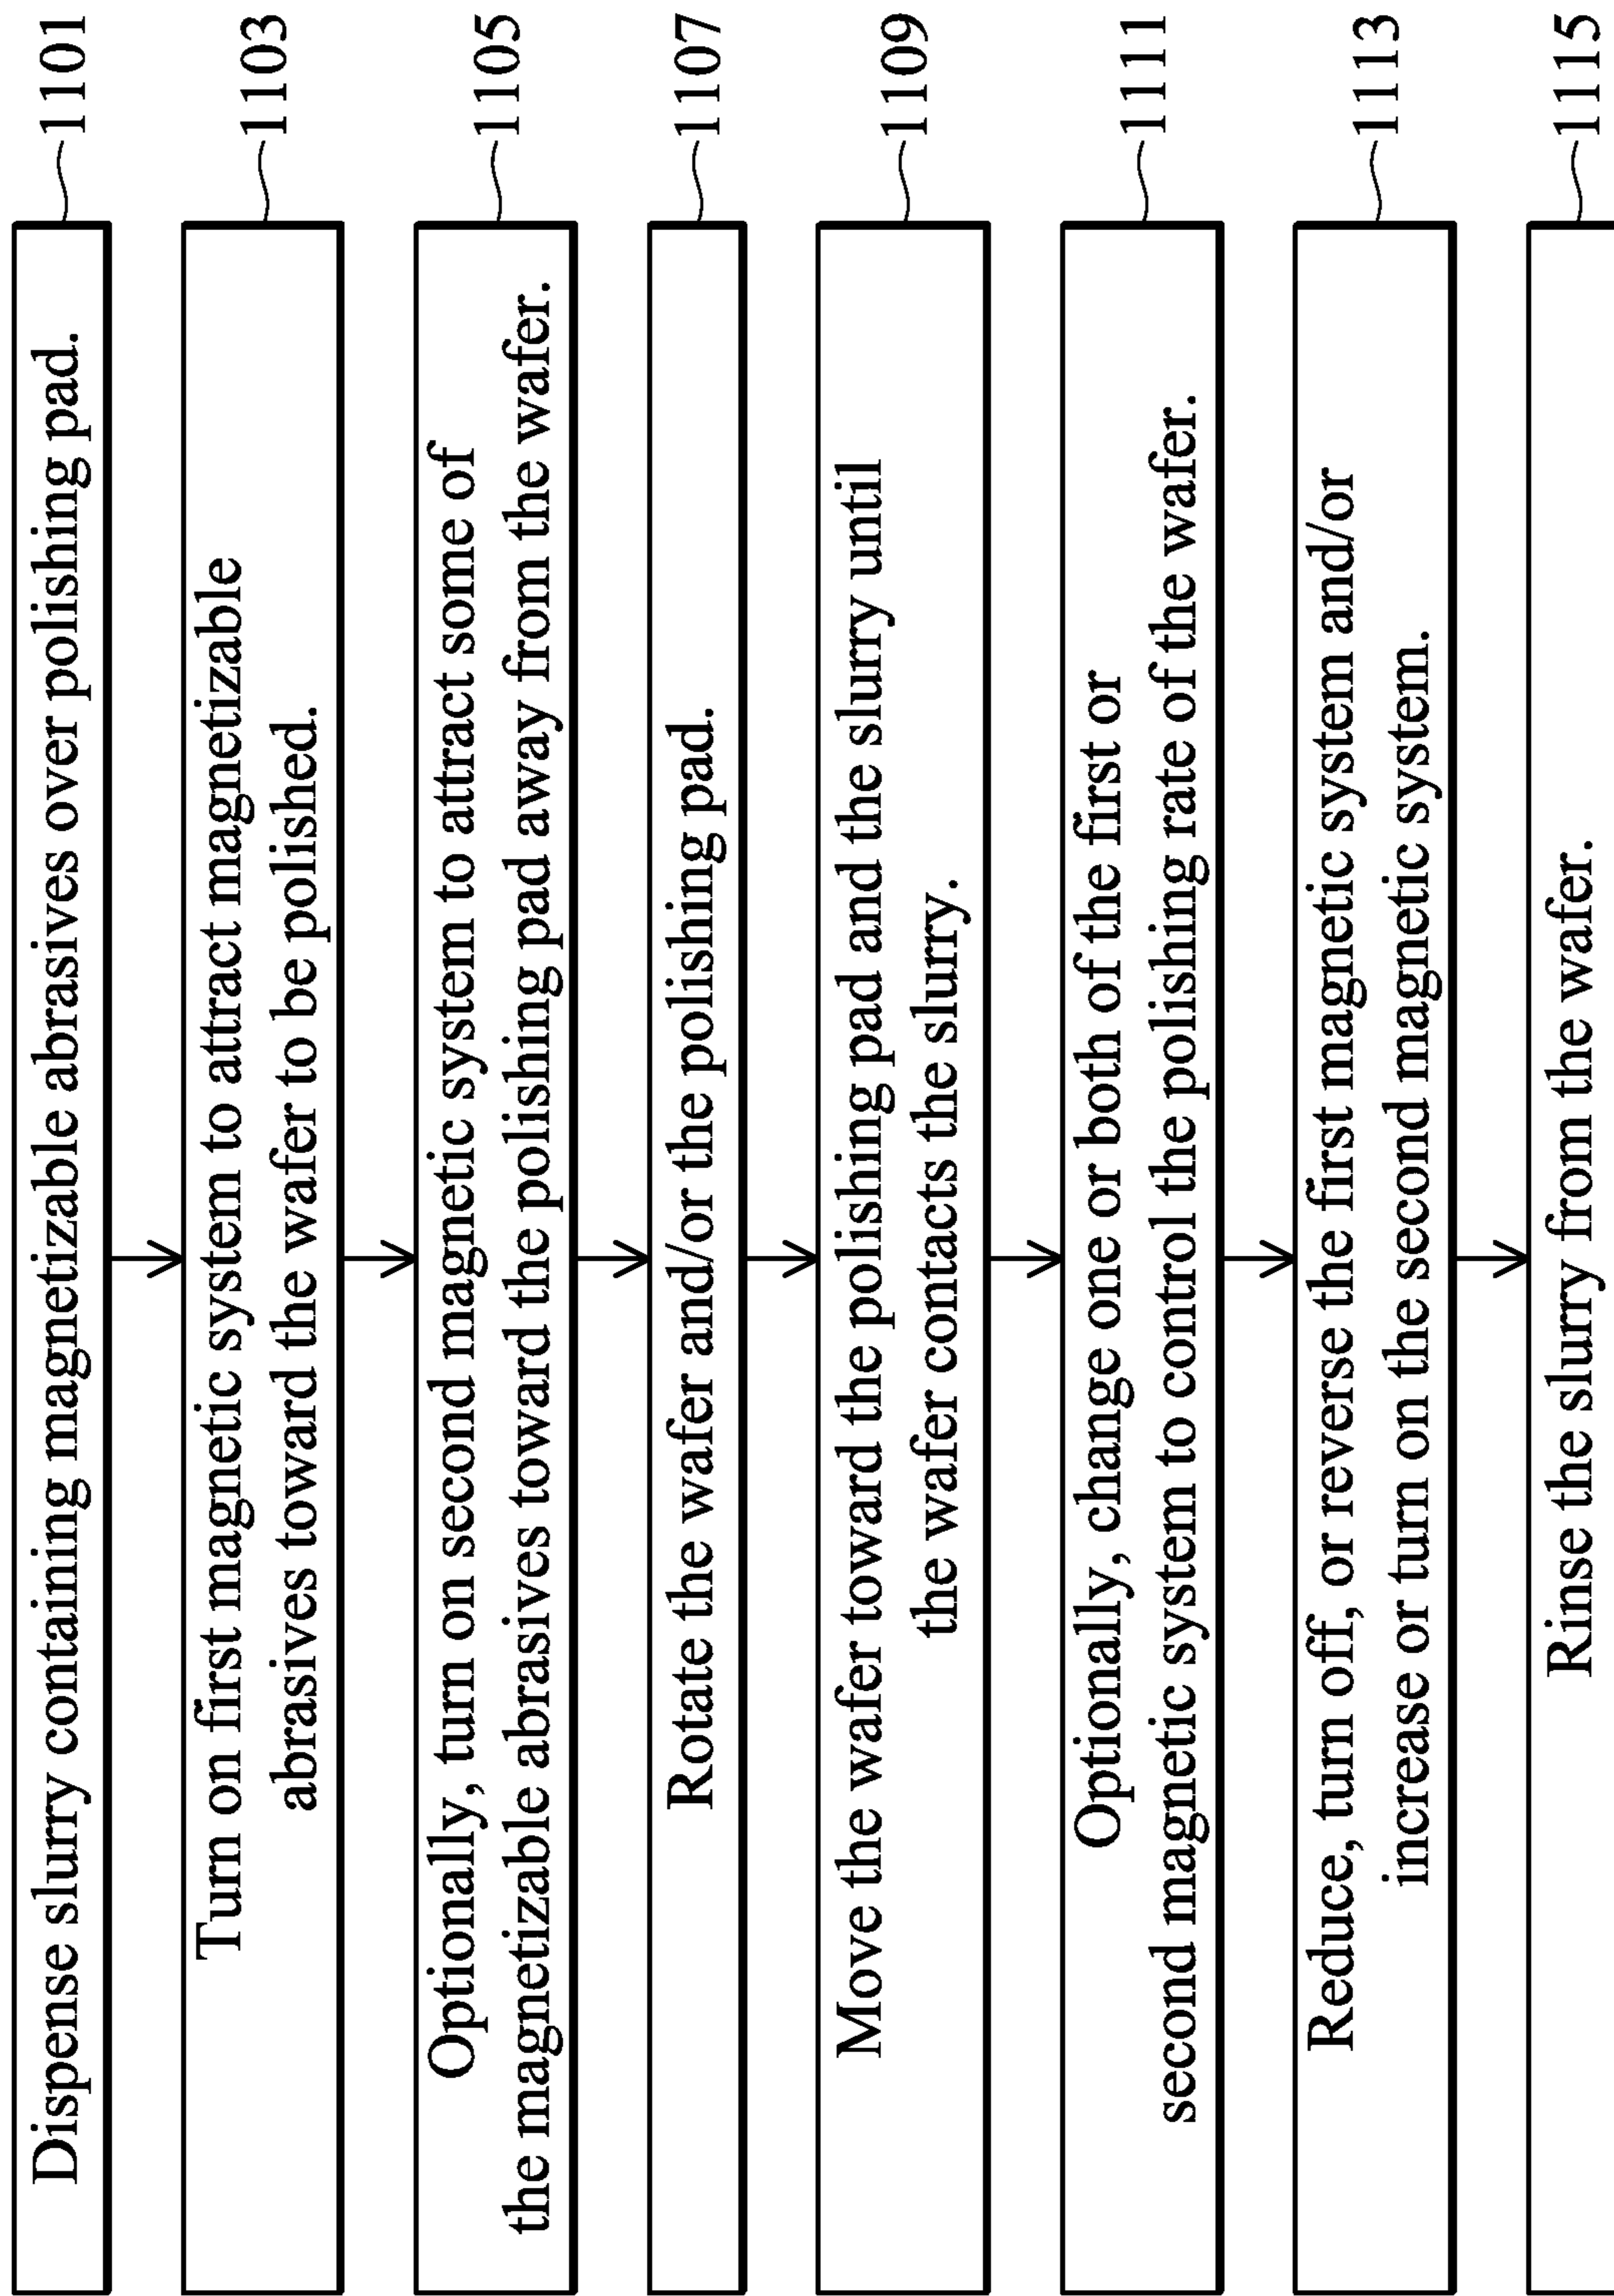 Dispense slurry containing magnetizable abrasives over polishing pad.
1101
Turn on first magnetic system to attract magnetizable
abrasives toward the wafer to be polished.
1103
Optionally, turn on second magnetic system to attract some of
the magnetizable abrasives toward the polishing pad away from the wafer.
1105
Rotate the wafer and/or the polishing pad.
1107
Move the wafer toward the polishing pad and the slurry until
the wafer contacts the slurry.
1109
Optionally, change one or both of the first or
second magnetic system to control the polishing rate of the wafer.
1111
Reduce, turn off, or reverse the first magnetic system and/or
increase or turn on the second magnetic system.
1113
Rinse the slurry from the wafer.
1115